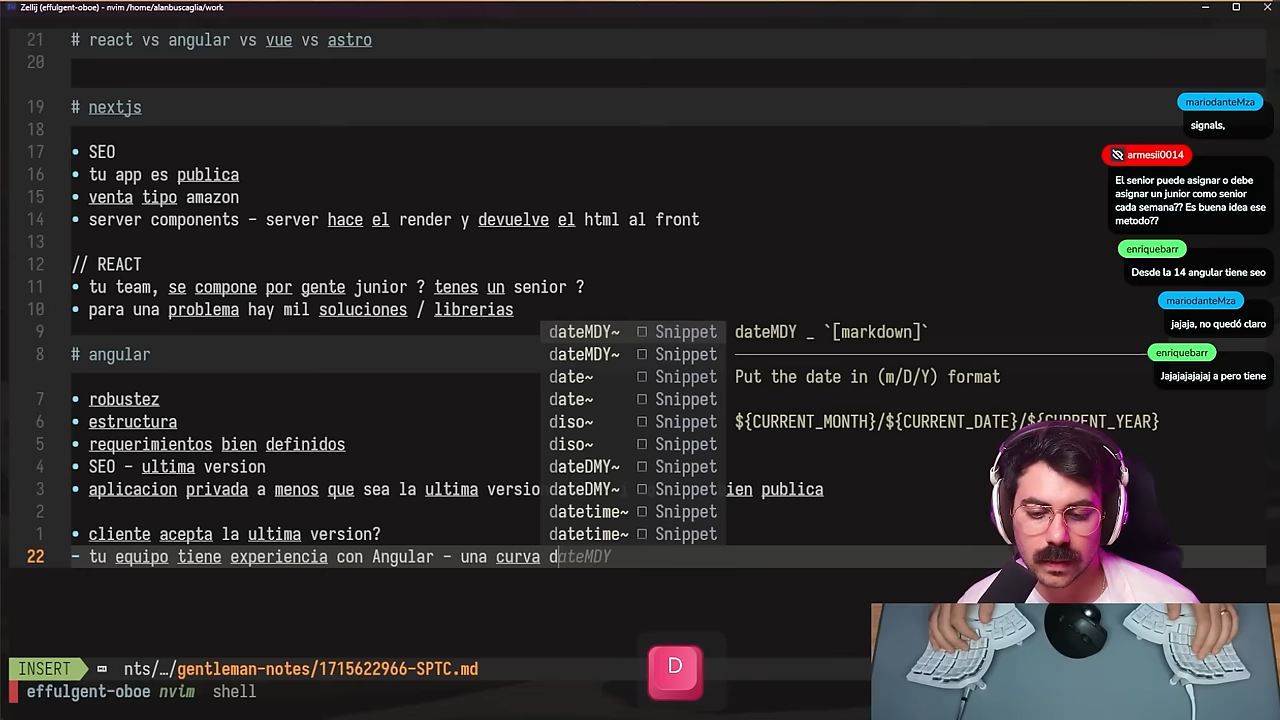 Zellij (effulgent-oboe) - nvim /home/alanbuscaglia/work
21 # react vs angular vs vue vs astro
20
19 # nextjs
18
17 • SEO
16 • tu app es publica
15 • venta tipo amazon
14 • server components - server hace el render y devuelve el html al front
13
12 // REACT
11 • tu team, se compone por gente junior ? tenes un senior ?
10 • para una problema hay mil soluciones / librerias
9
8 # angular
7 • robustez
6 • estructura
5 • requerimientos bien definidos
4 • SEO - ultima version
3 • aplicacion privada a menos que sea la ultima versio
ien publica
2
1 • cliente acepta la ultima version?
22 - tu equipo tiene experiencia con Angular - una curva dateMDY
dateMDY~ □ Snippet
dateMDY~ □ Snippet
date~ □ Snippet
date~ □ Snippet
diso~ □ Snippet
diso~ □ Snippet
dateDMY~ □ Snippet
dateDMY~ □ Snippet
datetime~ □ Snippet
datetime~ □ Snippet
dateMDY _ `[markdown]`
Put the date in (m/D/Y) format
${CURRENT_MONTH}/${CURRENT_DATE}/${CURRENT_YEAR}
mariodanteMza
signals,
armesii0014
El senior puede asignar o debe
asignar un junior como senior
cada semana?? Es buena idea ese
metodo??
enriquebarr
Desde la 14 angular tiene seo
mariodanteMza
jajaja, no quedó claro
enriquebarr
Jajajajajajaj a pero tiene
INSERT nts/…/gentleman-notes/1715622966-SPTC.md
effulgent-oboe nvim shell
D